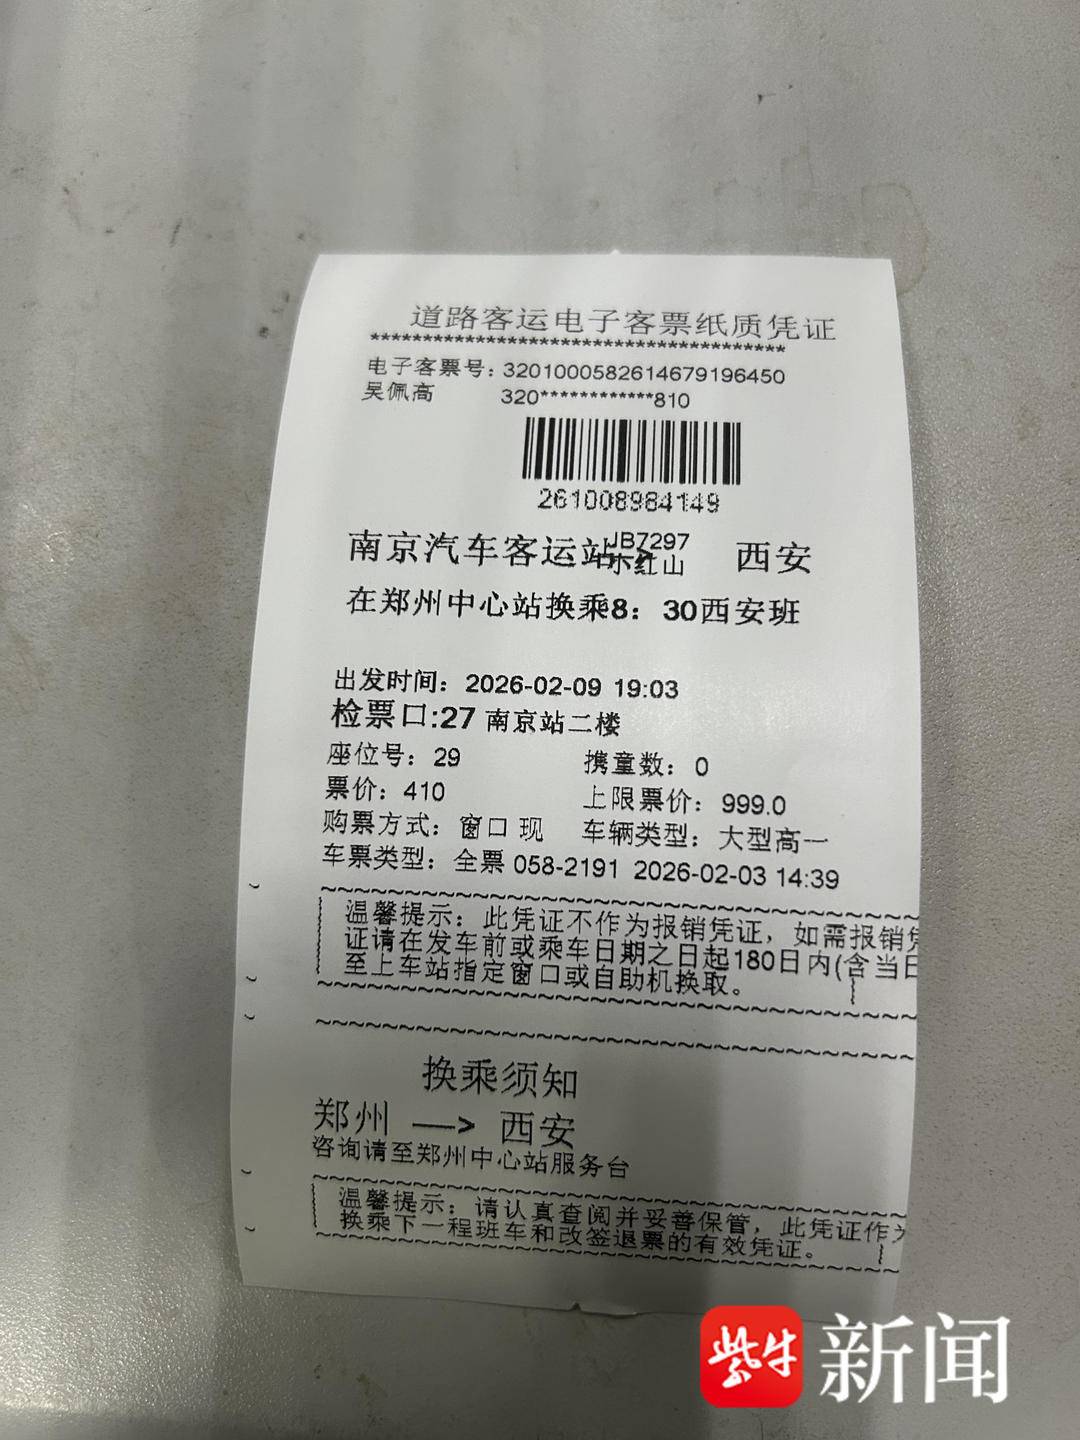 道路客运电子客票纸质凭证
***************************************
电子客票号: 3201000582614679196450
吴佩高 320************810
261008984149
南京汽车客运站 JB7297 西安
小红山
在郑州中心站换乘8：30西安班
出发时间：2026-02-09 19:03
检票口:27 南京站二楼
座位号：29 携童数：0
票价：410 上限票价：999.0
购票方式：窗口 现 车辆类型：大型高一
车票类型：全票 058-2191 2026-02-03 14:39
温馨提示：此凭证不作为报销凭证，如需报销凭
证请在发车前或乘车日期之日起180日内(含当日
至上车站指定窗口或自助机换取。
换乘须知
郑州 —> 西安
咨询请至郑州中心站服务台
温馨提示：请认真查阅并妥善保管，此凭证作为
换乘下一程班车和改签退票的有效凭证。
紫牛新闻